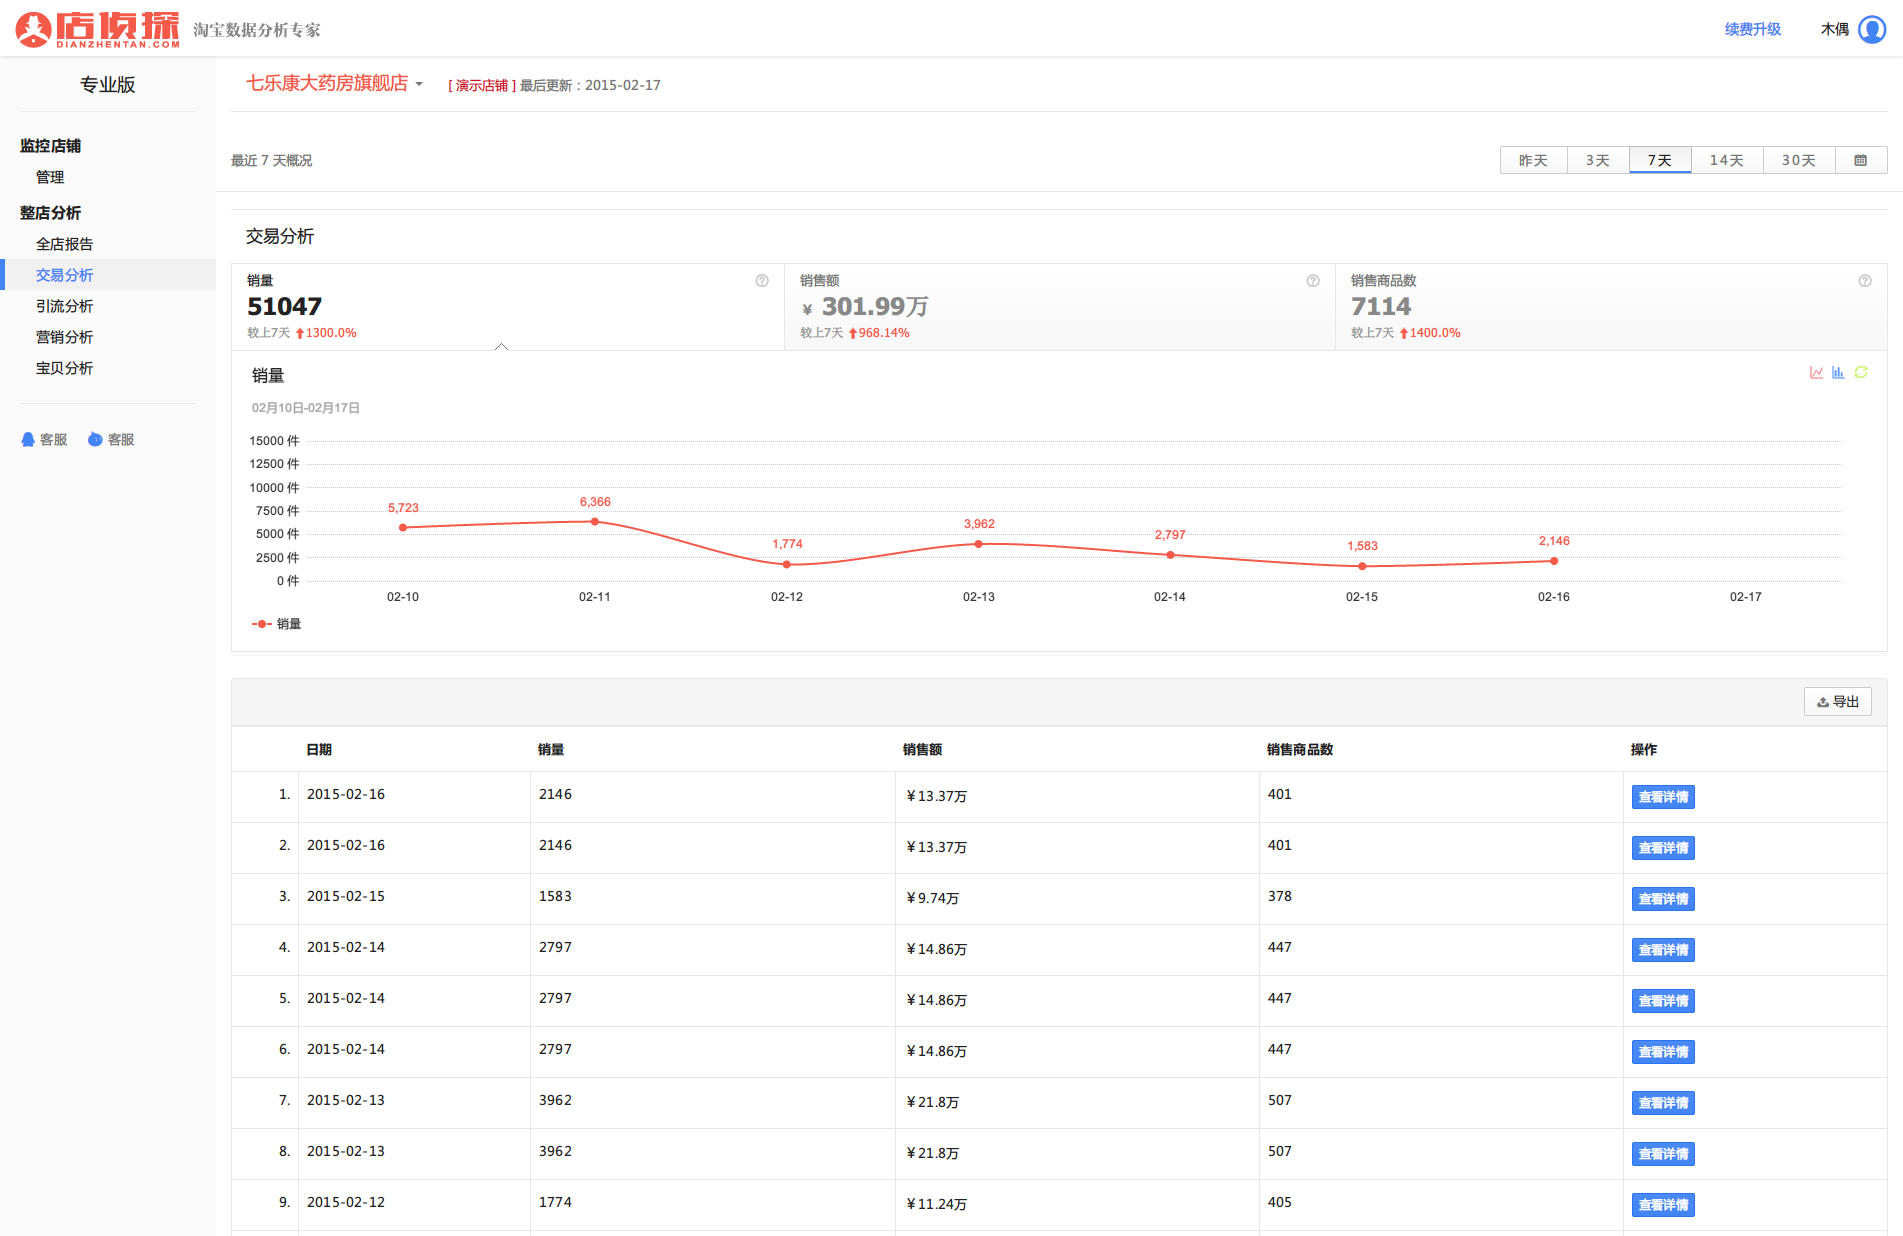 店侦探
DIANZHENTAN.COM
淘宝数据分析专家
续费升级
木偶
专业版
监控店铺
管理
整店分析
全店报告
交易分析
引流分析
营销分析
宝贝分析
客服 客服
七乐康大药房旗舰店
[ 演示店铺 ] 最后更新：2015-02-17
最近 7 天概况
昨天 3天 7天 14天 30天
交易分析
销量
51047
较上7天 1300.0%
销售额
¥ 301.99万
较上7天 968.14%
销售商品数
7114
较上7天 1400.0%
销量
02月10日-02月17日
15000 件
12500 件
10000 件
7500 件
5000 件
2500 件
0 件
5,723 6,366 1,774 3,962 2,797 1,583 2,146
02-10 02-11 02-12 02-13 02-14 02-15 02-16 02-17
销量
导出
日期 销量 销售额 销售商品数 操作
1. 2015-02-16 2146 ¥13.37万 401 查看详情
2. 2015-02-16 2146 ¥13.37万 401 查看详情
3. 2015-02-15 1583 ¥9.74万 378 查看详情
4. 2015-02-14 2797 ¥14.86万 447 查看详情
5. 2015-02-14 2797 ¥14.86万 447 查看详情
6. 2015-02-14 2797 ¥14.86万 447 查看详情
7. 2015-02-13 3962 ¥21.8万 507 查看详情
8. 2015-02-13 3962 ¥21.8万 507 查看详情
9. 2015-02-12 1774 ¥11.24万 405 查看详情